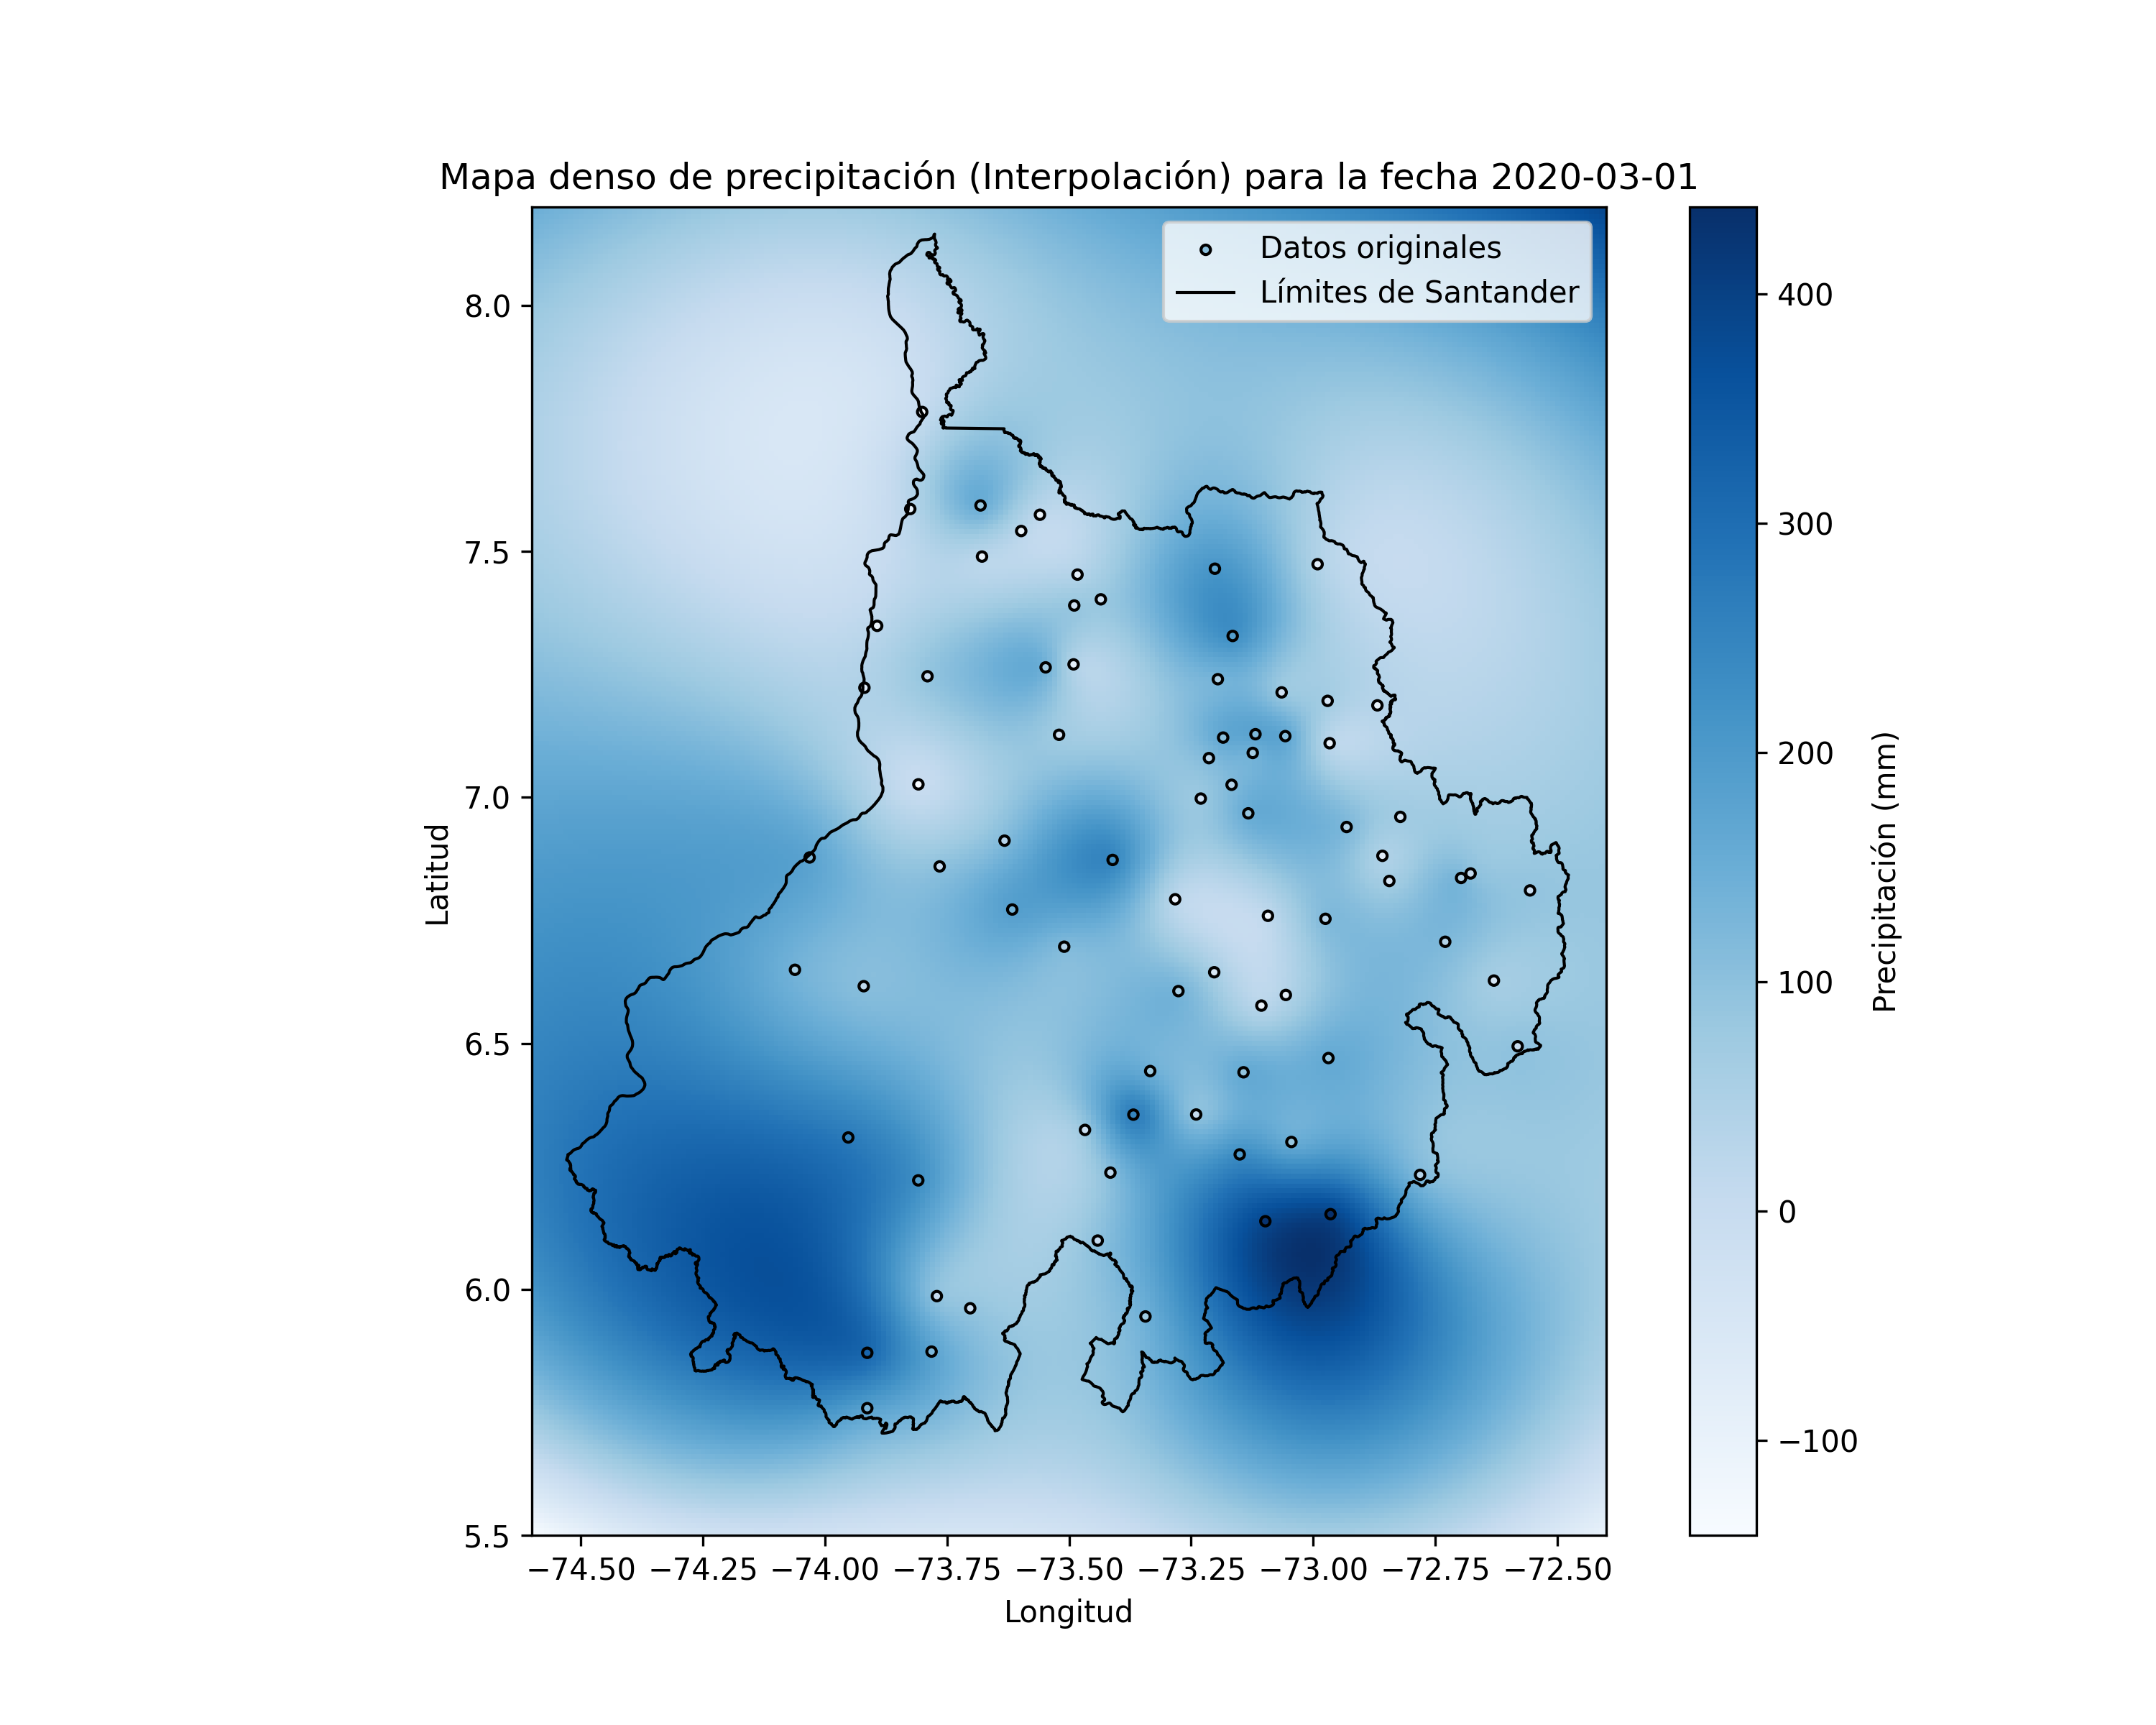 Mapa denso de precipitación (Interpolación) para la fecha 2020-03-01
Datos originales
Límites de Santander
8.0
7.5
7.0
6.5
6.0
5.5
Latitud
−74.50 −74.25 −74.00 −73.75 −73.50 −73.25 −73.00 −72.75 −72.50
Longitud
400
300
200
100
0
−100
Precipitación (mm)